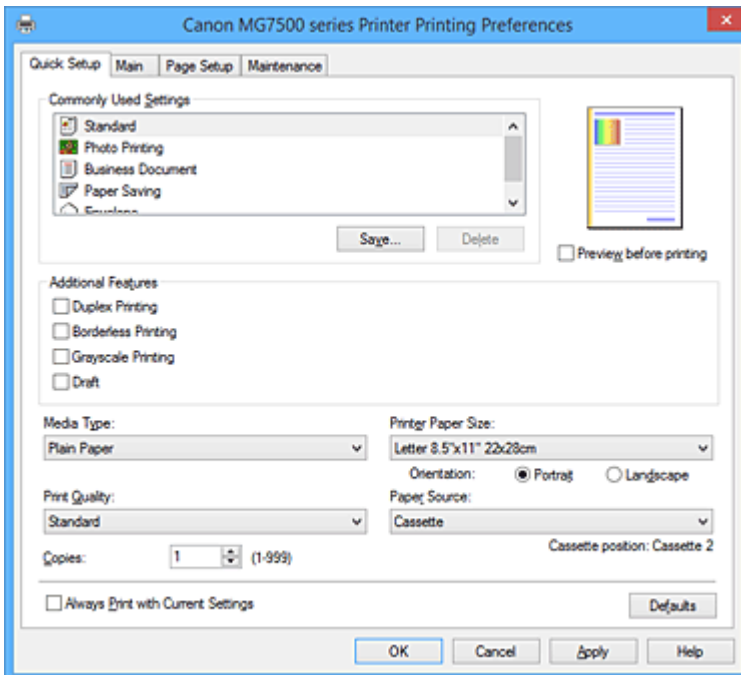 Canon MG7500 series Printer Printing Preferences
Quick Setup Main Page Setup Maintenance
Commonly Used Settings
Standard
Photo Printing
Business Document
Paper Saving
Envelope
Save... Delete
Preview before printing
Additional Features
Duplex Printing
Borderless Printing
Grayscale Printing
Draft
Media Type: Printer Paper Size:
Plain Paper Letter 8.5"x11" 22x28cm
Orientation: Portrait Landscape
Print Quality: Paper Source:
Standard Cassette
Cassette position: Cassette 2
Copies: 1 (1-999)
Always Print with Current Settings Defaults
OK Cancel Apply Help